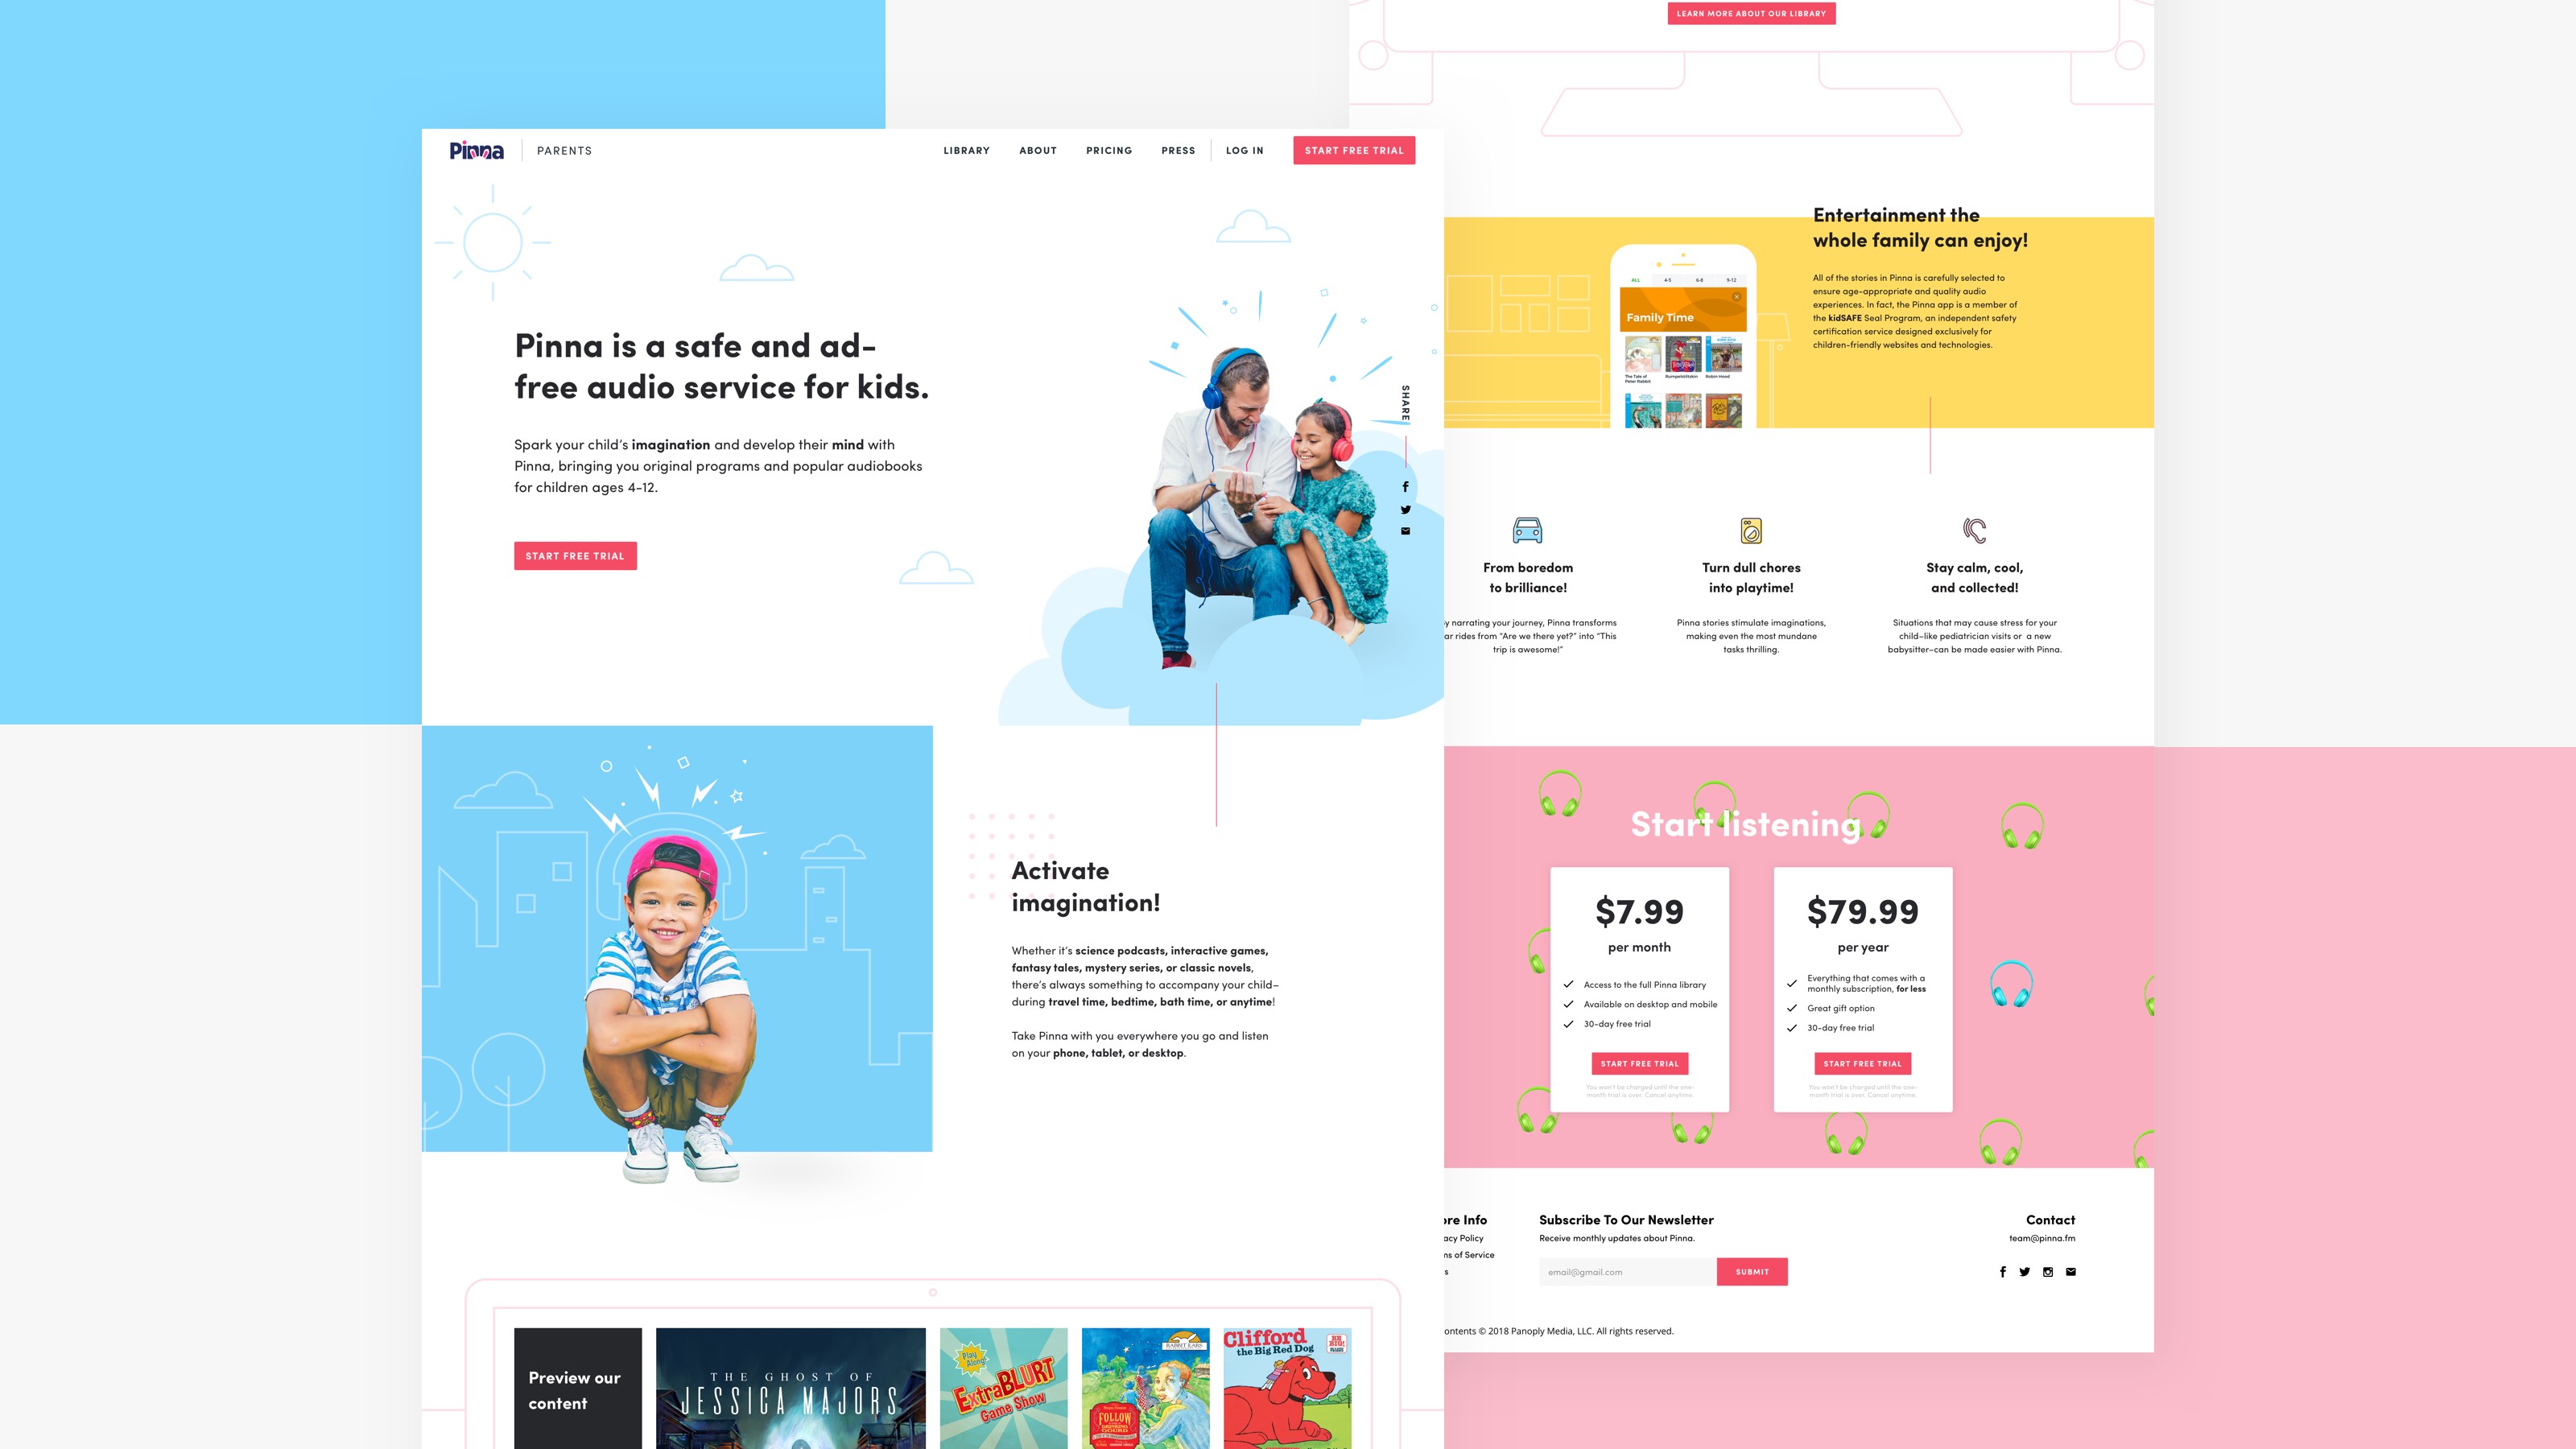 Pinna
PARENTS
LIBRARY
ABOUT
PRICING
PRESS
LOG IN
START FREE TRIAL
Pinna is a safe and ad-
free audio service for kids.
Spark your child's imagination and develop their mind with
Pinna, bringing you original programs and popular audiobooks
for children ages 4-12.
START FREE TRIAL
SHARE
Activate
imagination!
Whether it's science podcasts, interactive games,
fantasy tales, mystery series, or classic novels,
there's always something to accompany your child–
during travel time, bedtime, bath time, or anytime!
Take Pinna with you everywhere you go and listen
on your phone, tablet, or desktop.
Preview our
content
THE GHOST OF
JESSICA MAJORS
Play
Along!
ExtraBLURT
Game Show
RABBIT EARS
FOLLOW
DRINKING
GOURD
Clifford
the Big Red Dog
LEARN MORE ABOUT OUR LIBRARY
Entertainment the
whole family can enjoy!
All of the stories in Pinna is carefully selected to
ensure age-appropriate and quality audio
experiences. In fact, the Pinna app is a member of
the kidSAFE Seal Program, an independent safety
certification service designed exclusively for
children-friendly websites and technologies.
ALL
4-5
6-8
9-12
Family Time
The Tale of
Peter Rabbit
Rumpelstiltskin
Robin Hood
From boredom
to brilliance!
y narrating your journey, Pinna transforms
ar rides from "Are we there yet?" into "This
trip is awesome!"
Turn dull chores
into playtime!
Pinna stories stimulate imaginations,
making even the most mundane
tasks thrilling.
Stay calm, cool,
and collected!
Situations that may cause stress for your
child–like pediatrician visits or a new
babysitter–can be made easier with Pinna.
Start listening
$7.99
per month
Access to the full Pinna library
Available on desktop and mobile
30-day free trial
START FREE TRIAL
You won't be charged until the one-
month trial is over. Cancel anytime.
$79.99
per year
Everything that comes with a
monthly subscription, for less
Great gift option
30-day free trial
START FREE TRIAL
You won't be charged until the one-
month trial is over. Cancel anytime.
ore Info
acy Policy
ms of Service
s
Subscribe To Our Newsletter
Receive monthly updates about Pinna.
email@gmail.com
SUBMIT
Contact
team@pinna.fm
ontents © 2018 Panoply Media, LLC. All rights reserved.